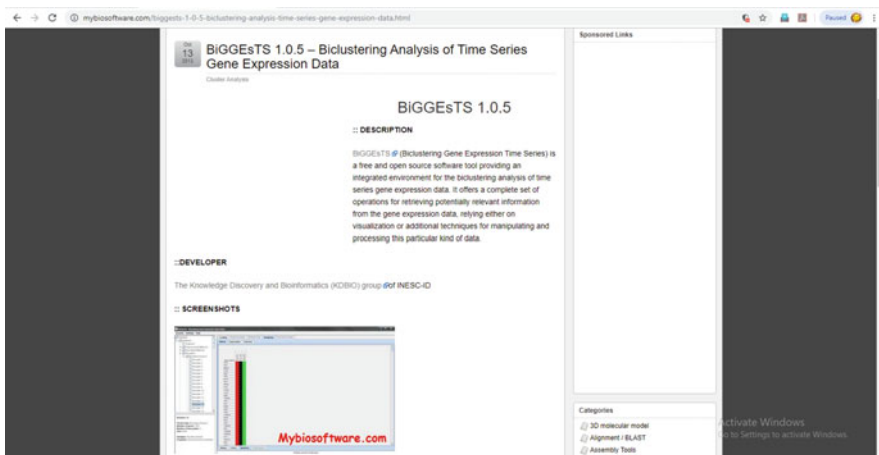 mybiosoftware.com/biggests-1-0-5-biclustering-analysis-time-series-gene-expression-data.html
Paused
Dec
13
2015
BiGGEsTS 1.0.5 – Biclustering Analysis of Time Series
Gene Expression Data
Cluster Analysis
BiGGEsTS 1.0.5
:: DESCRIPTION
BiGGEsTS (Biclustering Gene Expression Time Series) is
a free and open source software tool providing an
integrated environment for the biclustering analysis of time
series gene expression data. It offers a complete set of
operations for retrieving potentially relevant information
from the gene expression data, relying either on
visualization or additional techniques for manipulating and
processing this particular kind of data.
::DEVELOPER
The Knowledge Discovery and Bioinformatics (KDBIO) group of INESC-ID
:: SCREENSHOTS
Mybiosoftware.com
Sponsored Links
Categories
3D molecular model
Alignment / BLAST
Assembly Tools
Activate Windows
Go to Settings to activate Windows.